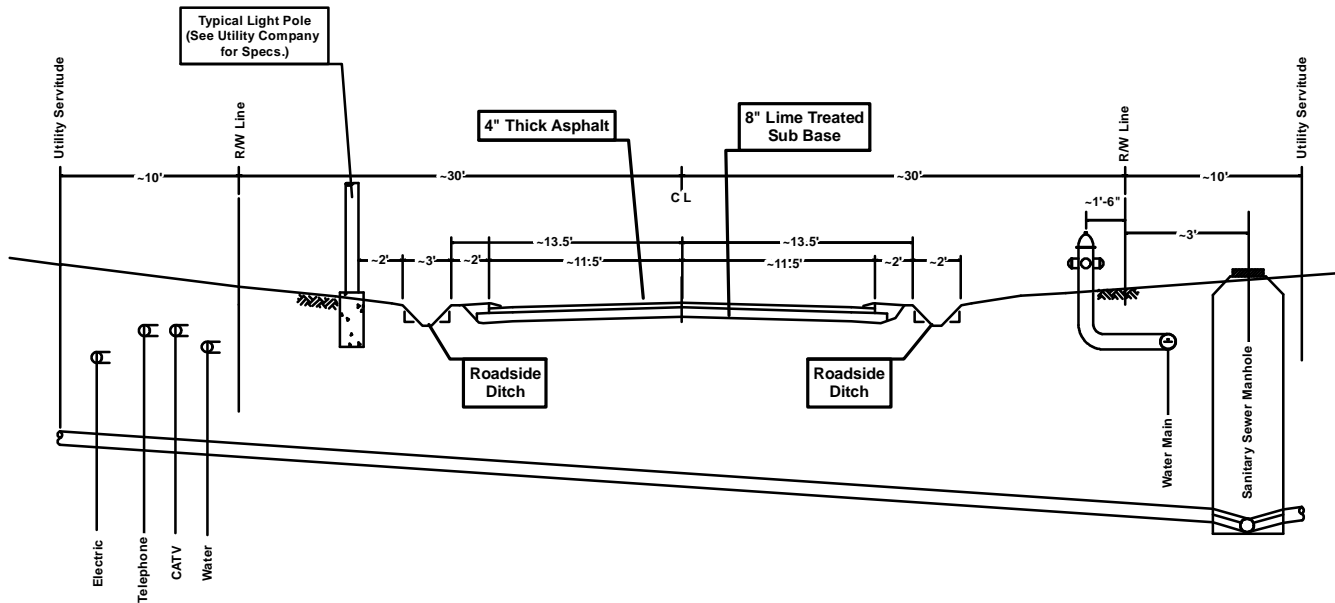 Typical Light Pole
(See Utility Company
for Specs.)
Utility Servitude
R/W Line
4" Thick Asphalt
8" Lime Treated
Sub Base
R/W Line
Utility Servitude
~10'
~30'
~30'
~10'
C L
~1'-6"
~3'
~13.5'
~13.5'
~2'
~3'
~2'
~11.5'
~11.5'
~2'
~2'
Roadside
Ditch
Roadside
Ditch
Water Main
Sanitary Sewer Manhole
Electric
Telephone
CATV
Water